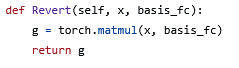 def Revert(self, x, basis_fc):
    g = torch.matmul(x, basis_fc)
    return g